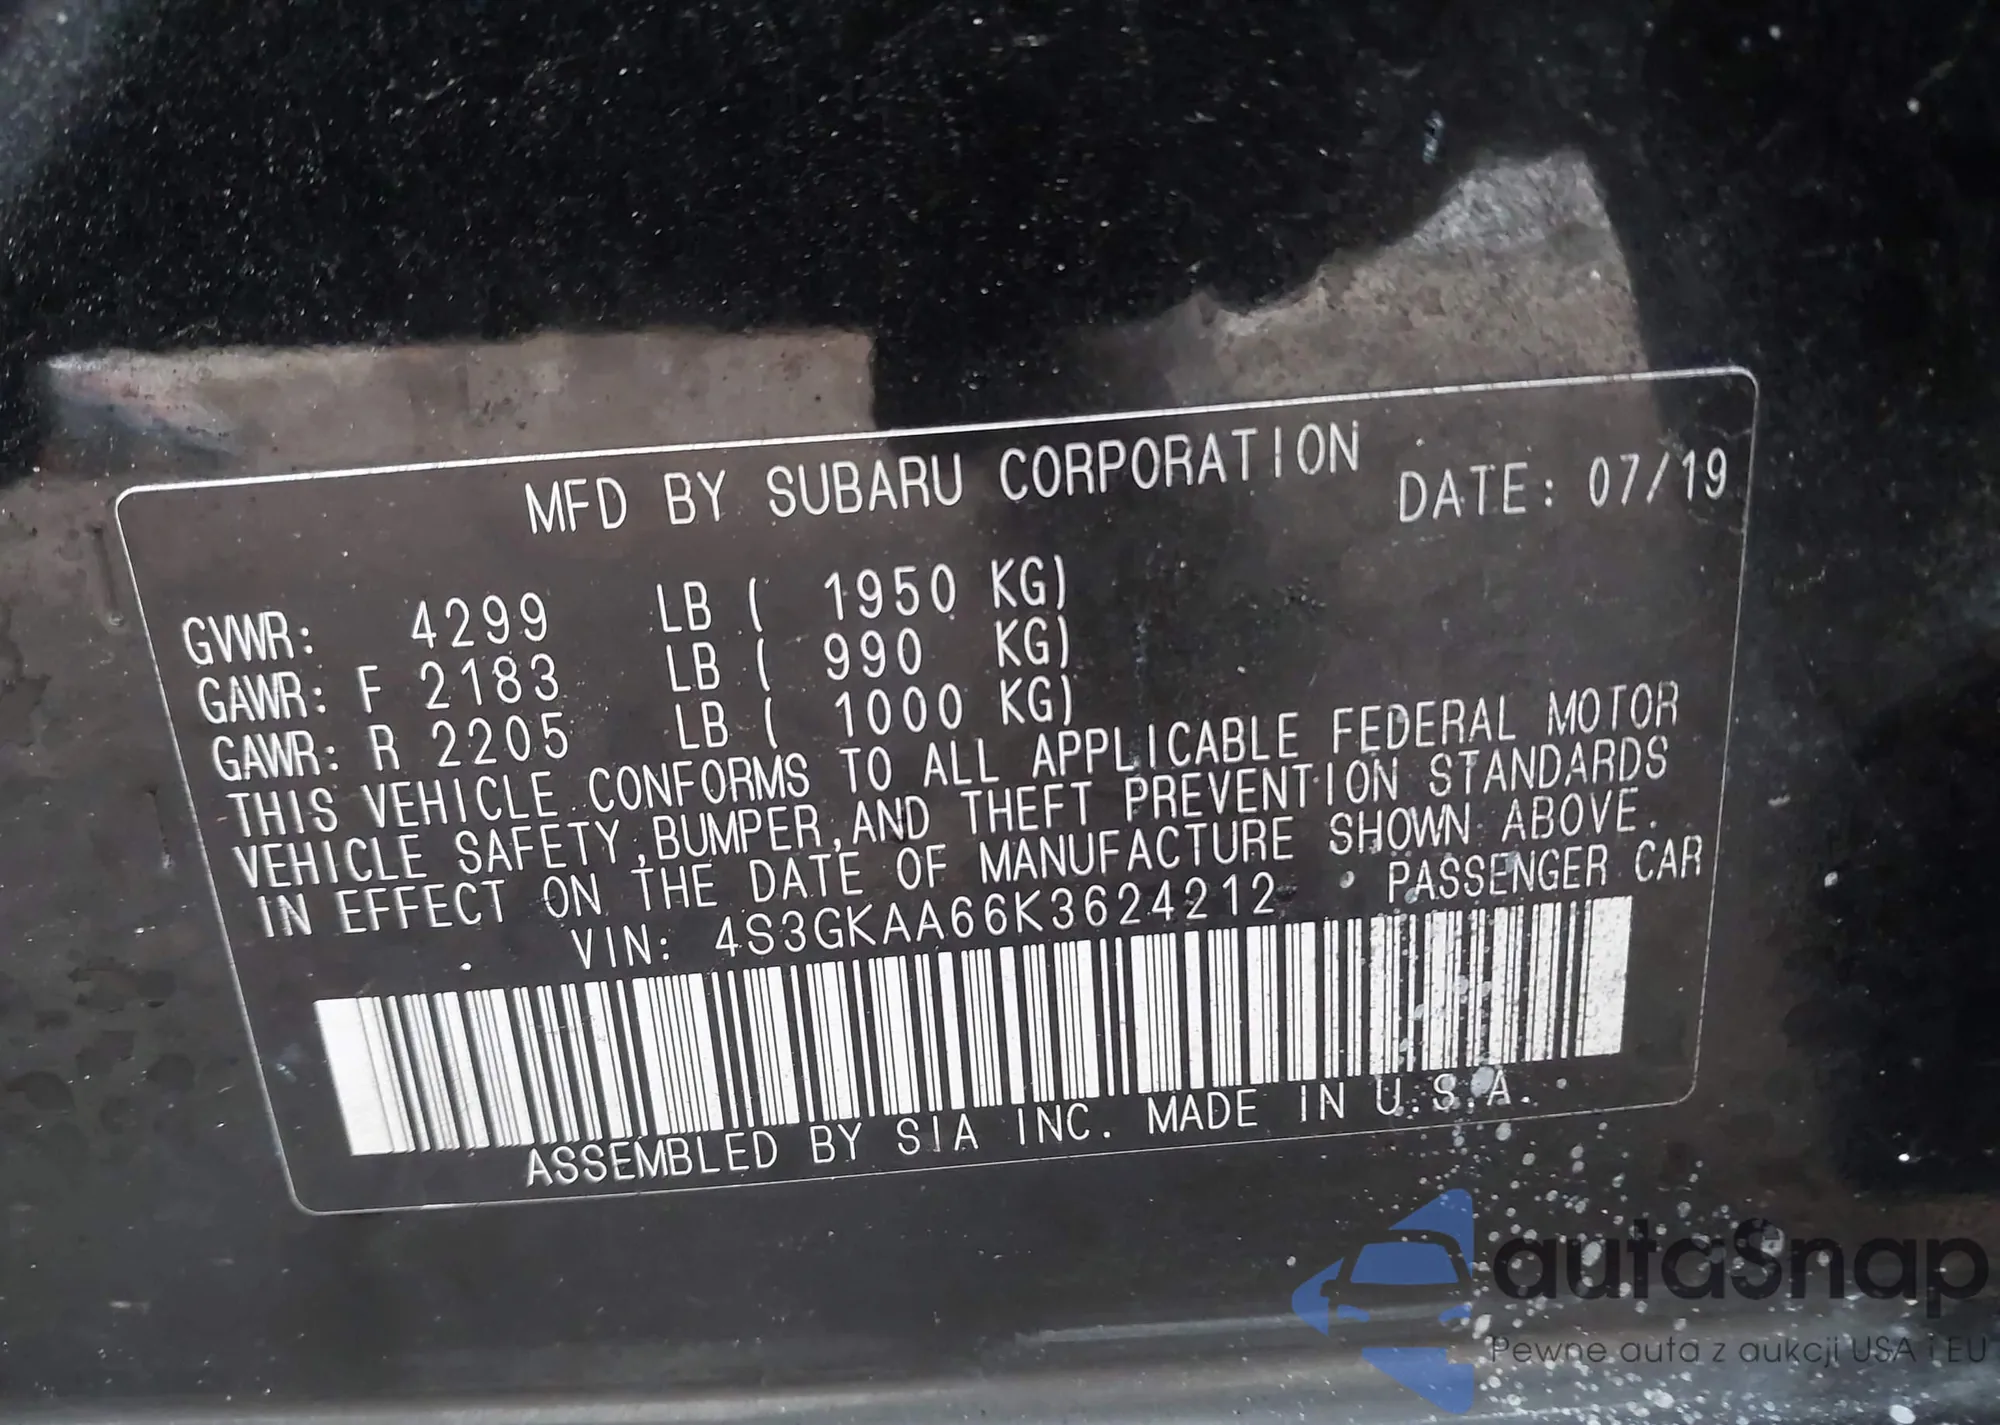 MFD BY SUBARU CORPORATION DATE: 07/19
GVWR: 4299 LB ( 1950 KG)
GAWR: F 2183 LB ( 990 KG)
GAWR: R 2205 LB ( 1000 KG)
THIS VEHICLE CONFORMS TO ALL APPLICABLE FEDERAL MOTOR
VEHICLE SAFETY,BUMPER,AND THEFT PREVENTION STANDARDS
IN EFFECT ON THE DATE OF MANUFACTURE SHOWN ABOVE.
VIN: 4S3GKAA66K3624212 PASSENGER CAR
ASSEMBLED BY SIA INC. MADE IN U.S.A.
autaSnap
Pewne auta z aukcji USA i EU